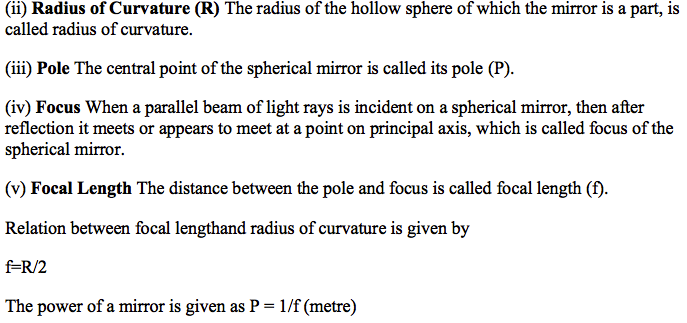 (ii) Radius of Curvature (R) The radius of the hollow sphere of which the mirror is a part, is
called radius of curvature.
(iii) Pole The central point of the spherical mirror is called its pole (P).
(iv) Focus When a parallel beam of light rays is incident on a spherical mirror, then after
reflection it meets or appears to meet at a point on principal axis, which is called focus of the
spherical mirror.
(v) Focal Length The distance between the pole and focus is called focal length (f).
Relation between focal lengthand radius of curvature is given by
f=R/2
The power of a mirror is given as P = 1/f (metre)